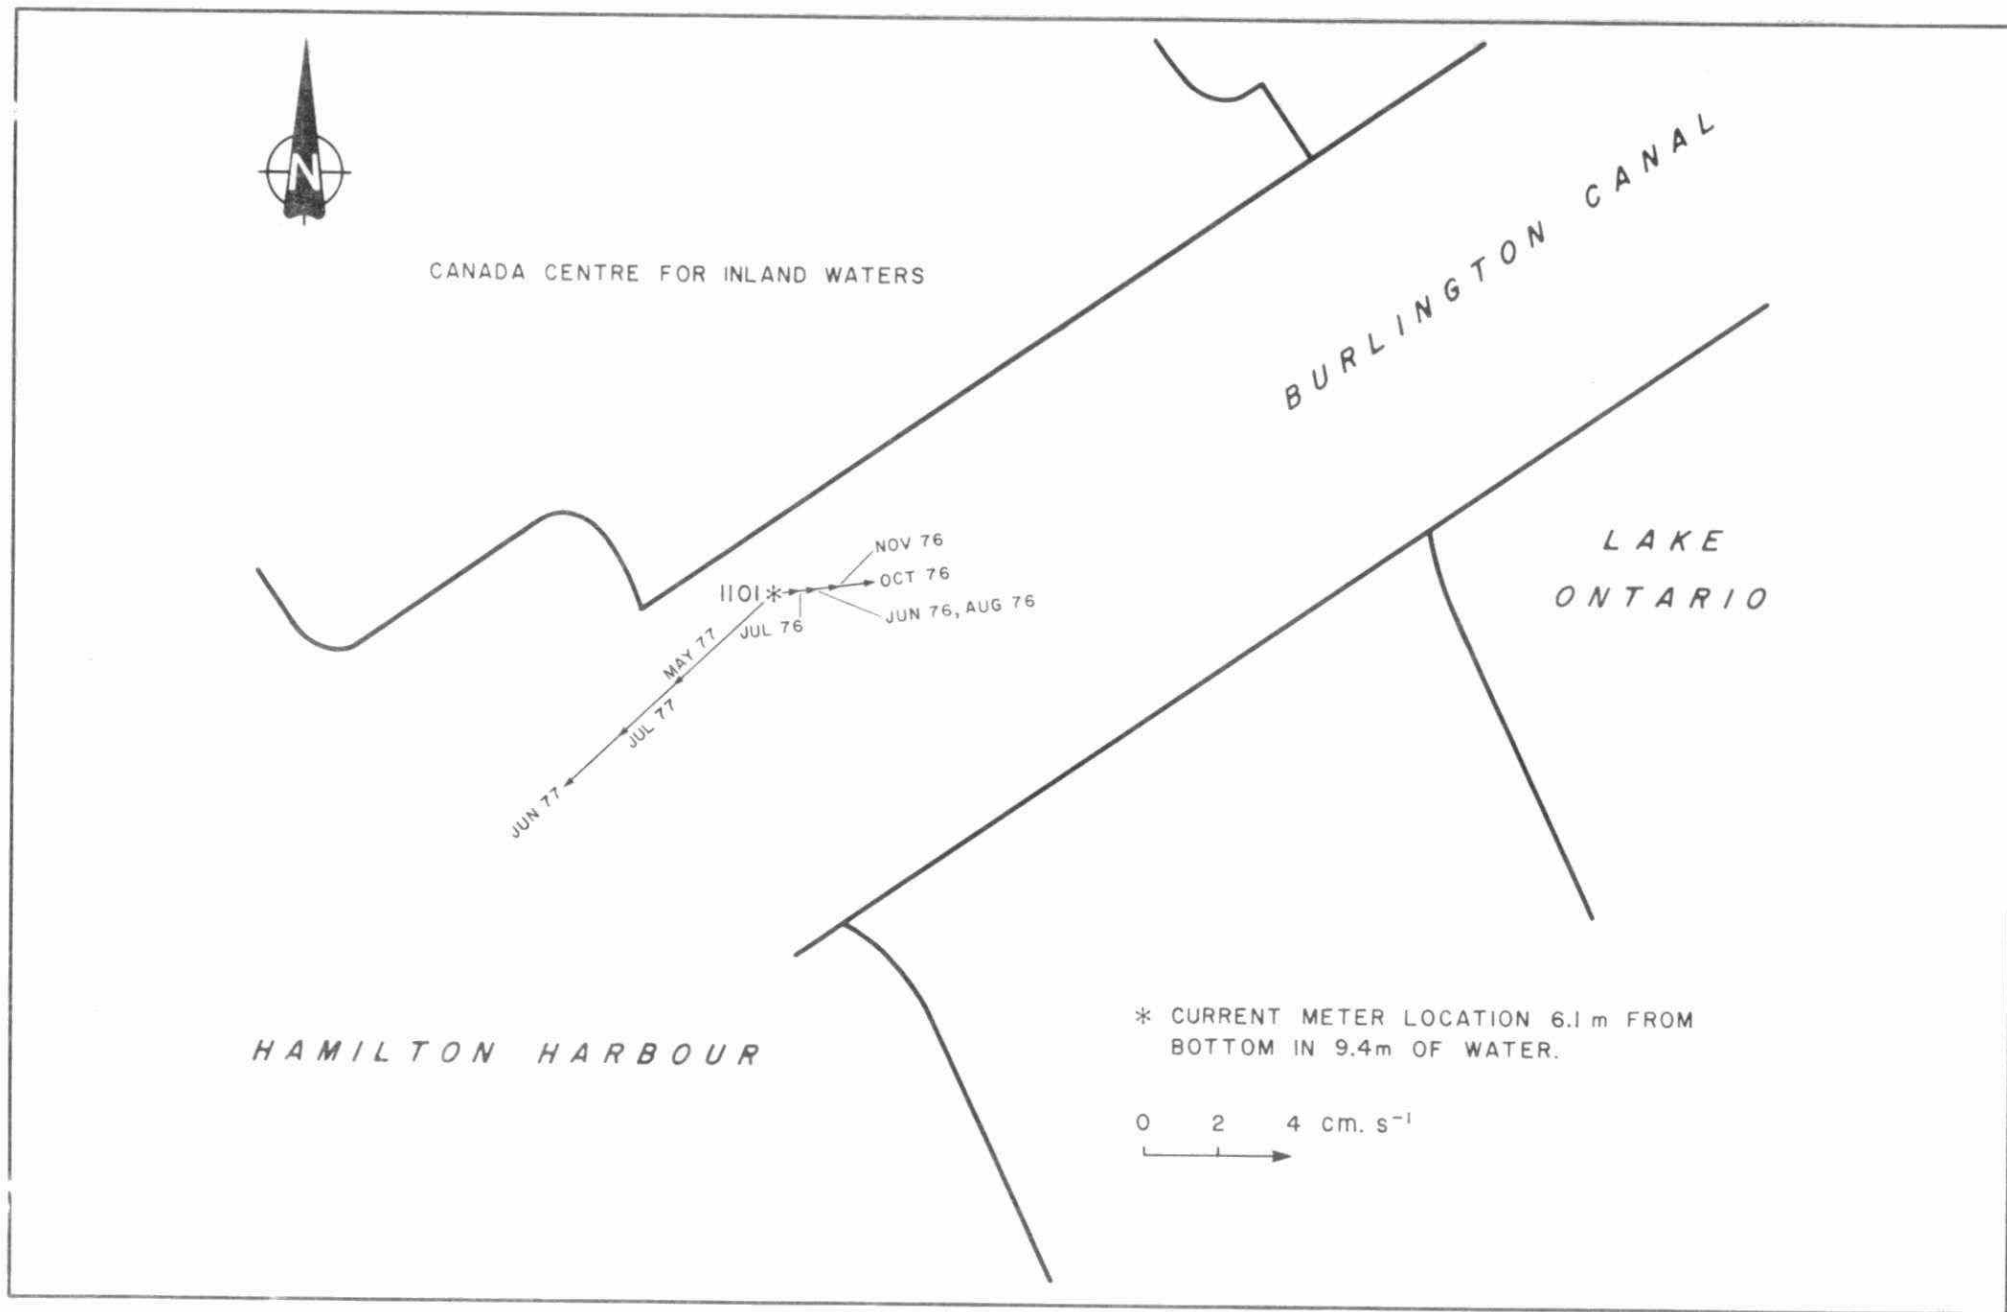 N
CANADA CENTRE FOR INLAND WATERS
BURLINGTON CANAL
NOV 76
OCT 76
1101*
JUN 76, AUG 76
JUL 76
MAY 77
JUL 77
JUN 77
LAKE
ONTARIO
HAMILTON HARBOUR
* CURRENT METER LOCATION 6.1 m FROM
BOTTOM IN 9.4m OF WATER.
0 2 4 cm. s⁻¹